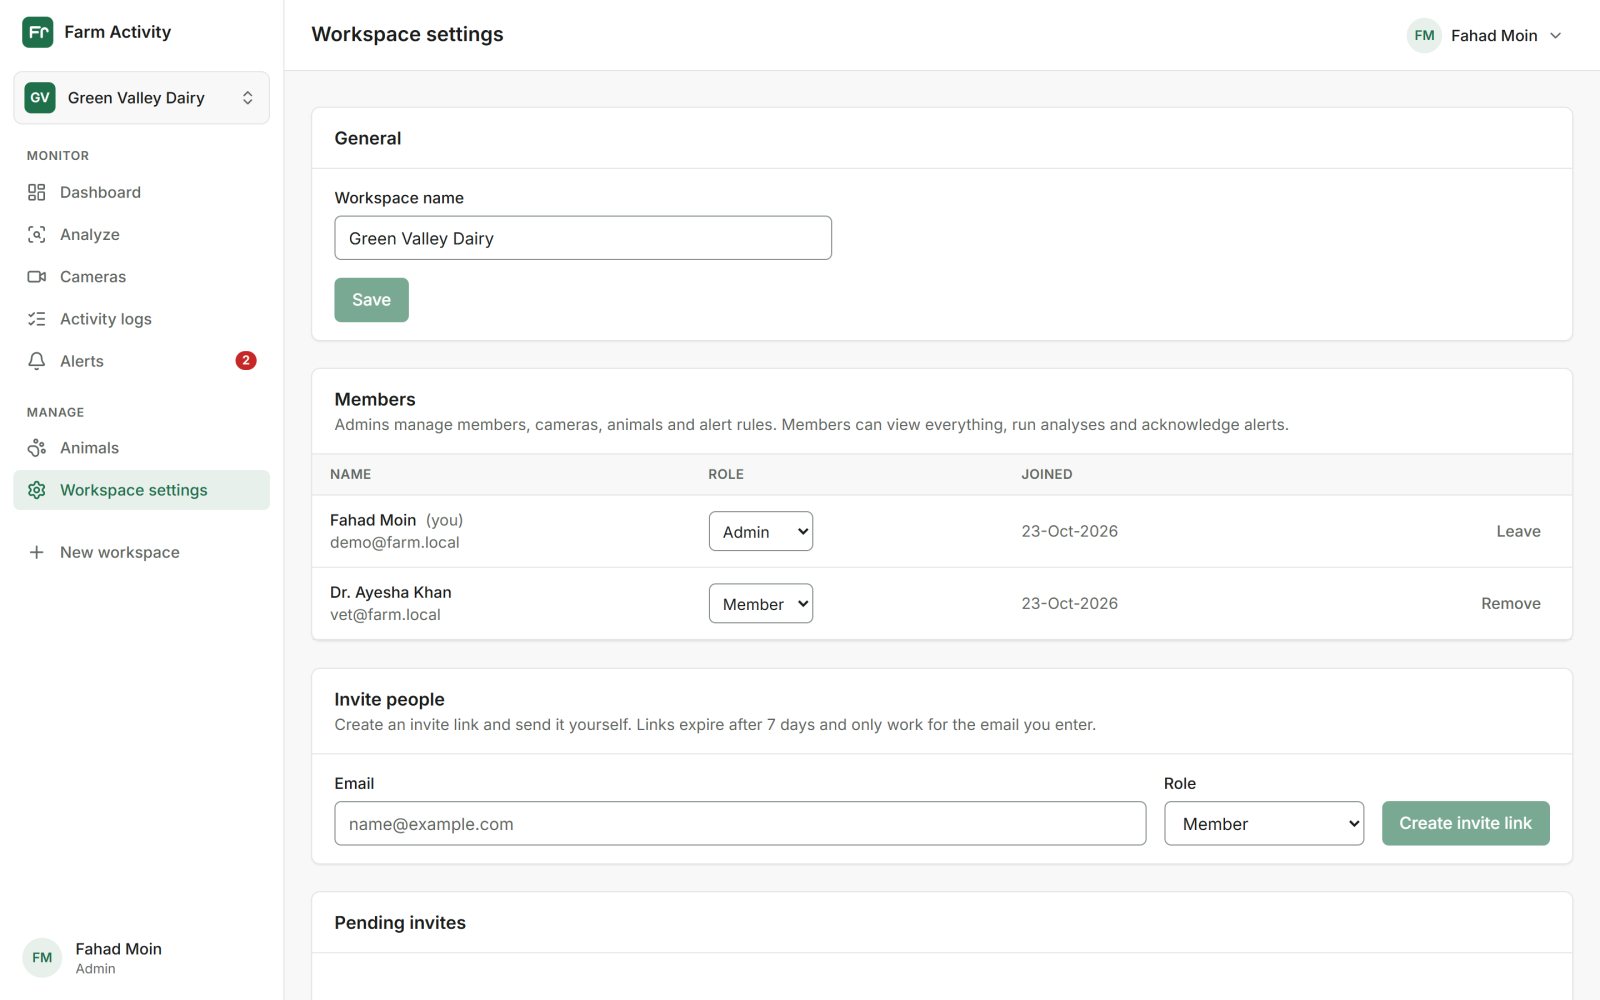 Fr Farm Activity
GV Green Valley Dairy
MONITOR
Dashboard
Analyze
Cameras
Activity logs
Alerts 2
MANAGE
Animals
Workspace settings
New workspace
FM Fahad Moin
Admin
Workspace settings
FM Fahad Moin
General
Workspace name
Green Valley Dairy
Save
Members
Admins manage members, cameras, animals and alert rules. Members can view everything, run analyses and acknowledge alerts.
NAME ROLE JOINED
Fahad Moin (you)
demo@farm.local
Admin
23-Oct-2026
Leave
Dr. Ayesha Khan
vet@farm.local
Member
23-Oct-2026
Remove
Invite people
Create an invite link and send it yourself. Links expire after 7 days and only work for the email you enter.
Email
name@example.com
Role
Member
Create invite link
Pending invites